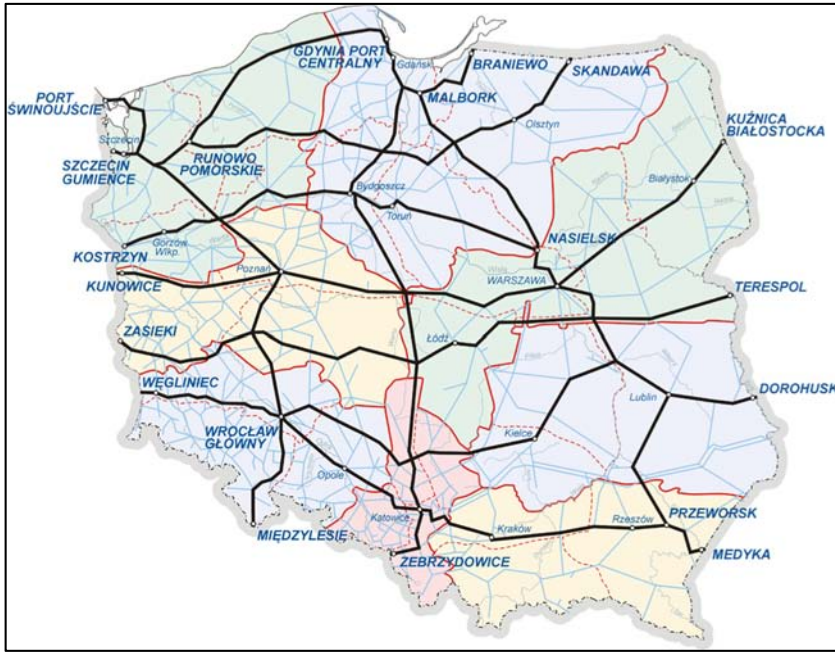 GDYNIA PORT
CENTRALNY
Gdańsk
BRANIEWO
SKANDAWA
PORT
ŚWINOUJŚCIE
MALBORK
KUŹNICA
BIAŁOSTOCKA
Olsztyn
Szczecin
SZCZECIN
GUMIEŃCE
RUNOWO
POMORSKIE
Białystok
Bydgoszcz
Toruń
Gorzów
Wlkp.
NASIELSK
KOSTRZYN
KUNOWICE
Poznań
WARSZAWA
TERESPOL
ZASIEKI
Łódź
WĘGLINIEC
Lublin
DOROHUSK
WROCŁAW
GŁÓWNY
Kielce
Opole
Katowice
Kraków
Rzeszów
PRZEWORSK
MIĘDZYLESIE
ZEBRZYDOWICE
MEDYKA